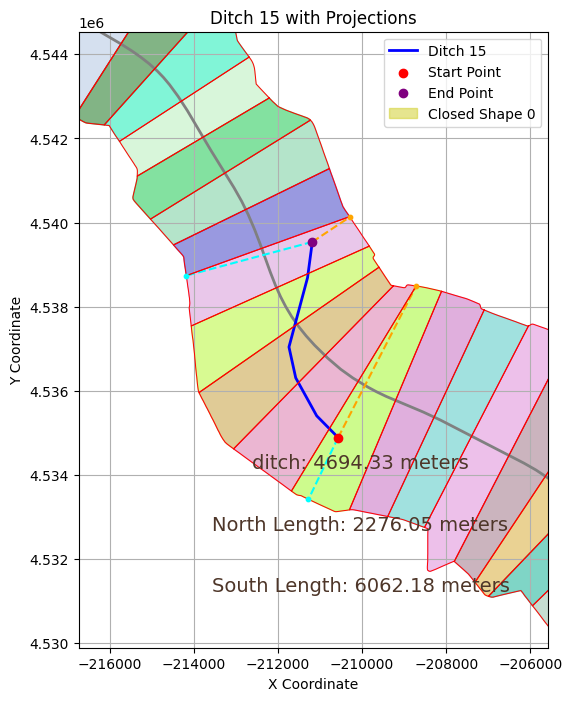 Ditch 15 with Projections
1e6
Ditch 15
Start Point
End Point
Closed Shape 0
4.544
4.542
4.540
4.538
4.536
4.534
4.532
4.530
Y Coordinate
ditch: 4694.33 meters
North Length: 2276.05 meters
South Length: 6062.18 meters
−216000 −214000 −212000 −210000 −208000 −206000
X Coordinate